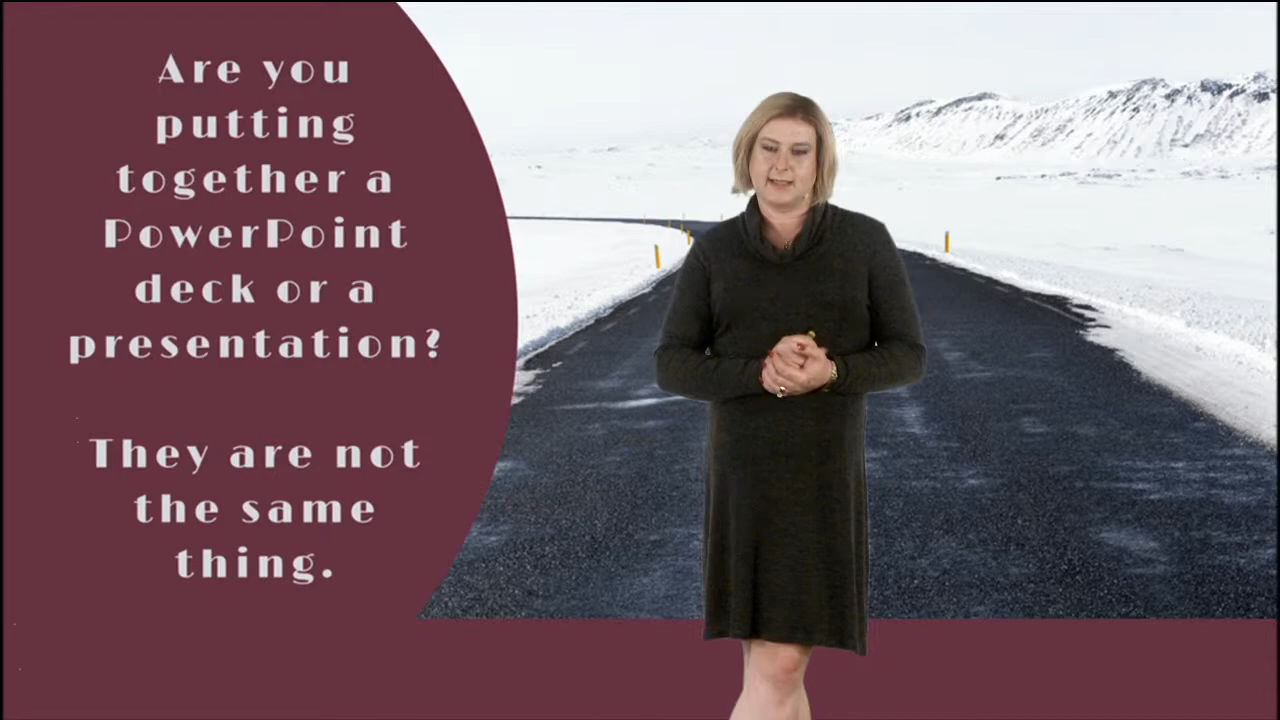 Are you
putting
together a
PowerPoint
deck or a
presentation?
They are not
the same
thing.